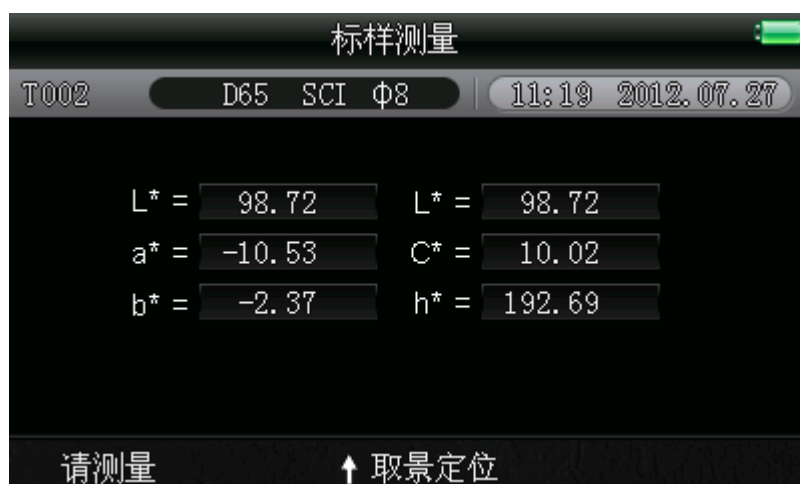 标样测量
T002 D65 SCI Φ8 11:19 2012.07.27
L* = 98.72 L* = 98.72
a* = -10.53 C* = 10.02
b* = -2.37 h* = 192.69
请测量 ↑ 取景定位